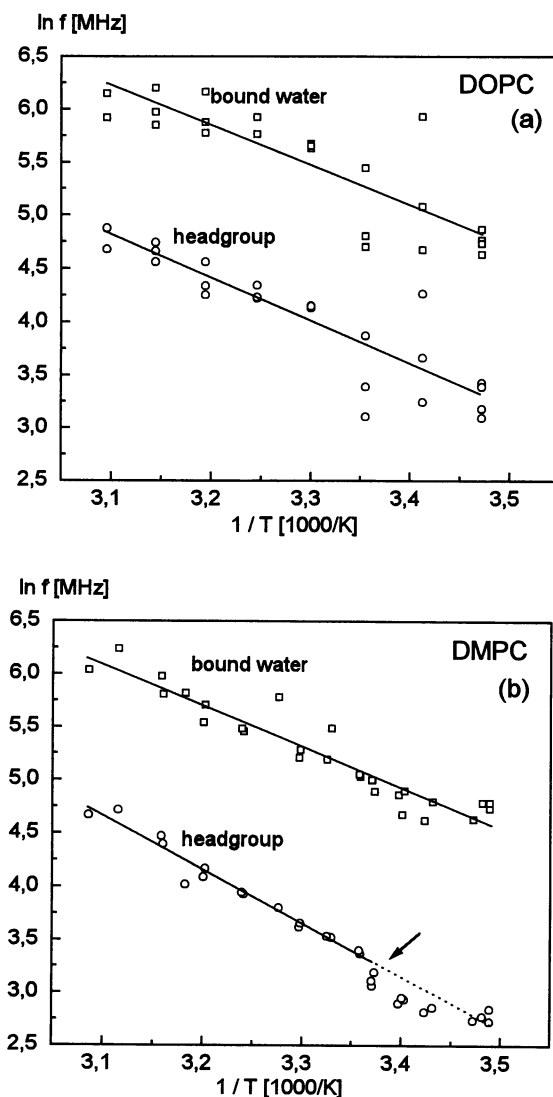 ln f [MHz]
6,5
DOPC
bound water
(a)
6,0
5,5
5,0
headgroup
4,5
4,0
3,5
3,0
2,5
3,1 3,2 3,3 3,4 3,5
1 / T [1000/K]
ln f [MHz]
6,5
DMPC
bound water
(b)
6,0
5,5
5,0
4,5
headgroup
4,0
3,5
3,0
2,5
3,1 3,2 3,3 3,4 3,5
1 / T [1000/K]